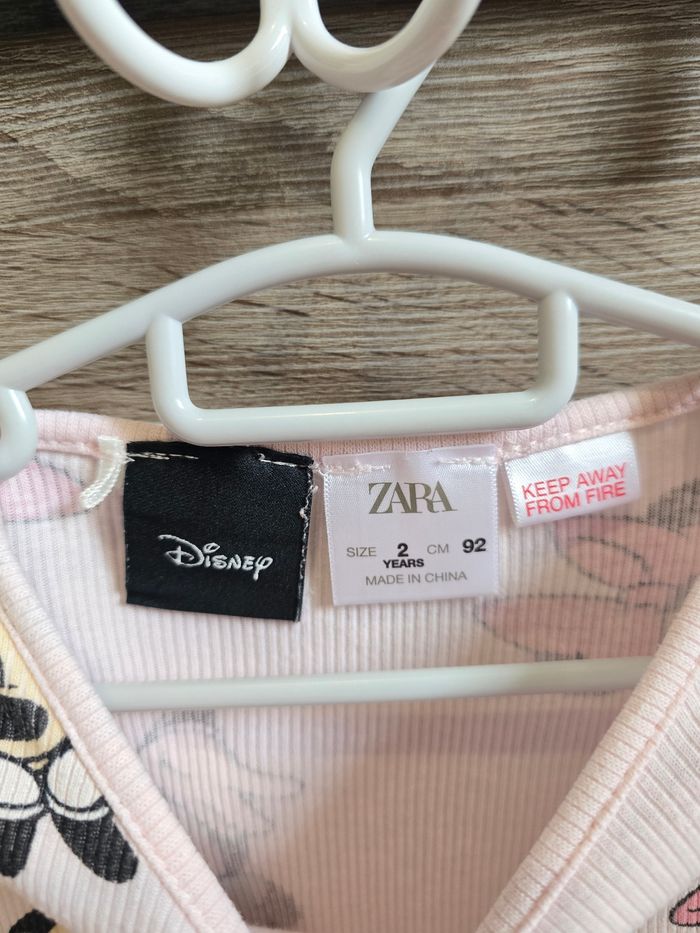 Disney
ZARA
SIZE 2 CM 92
YEARS
MADE IN CHINA
KEEP AWAY
FROM FIRE